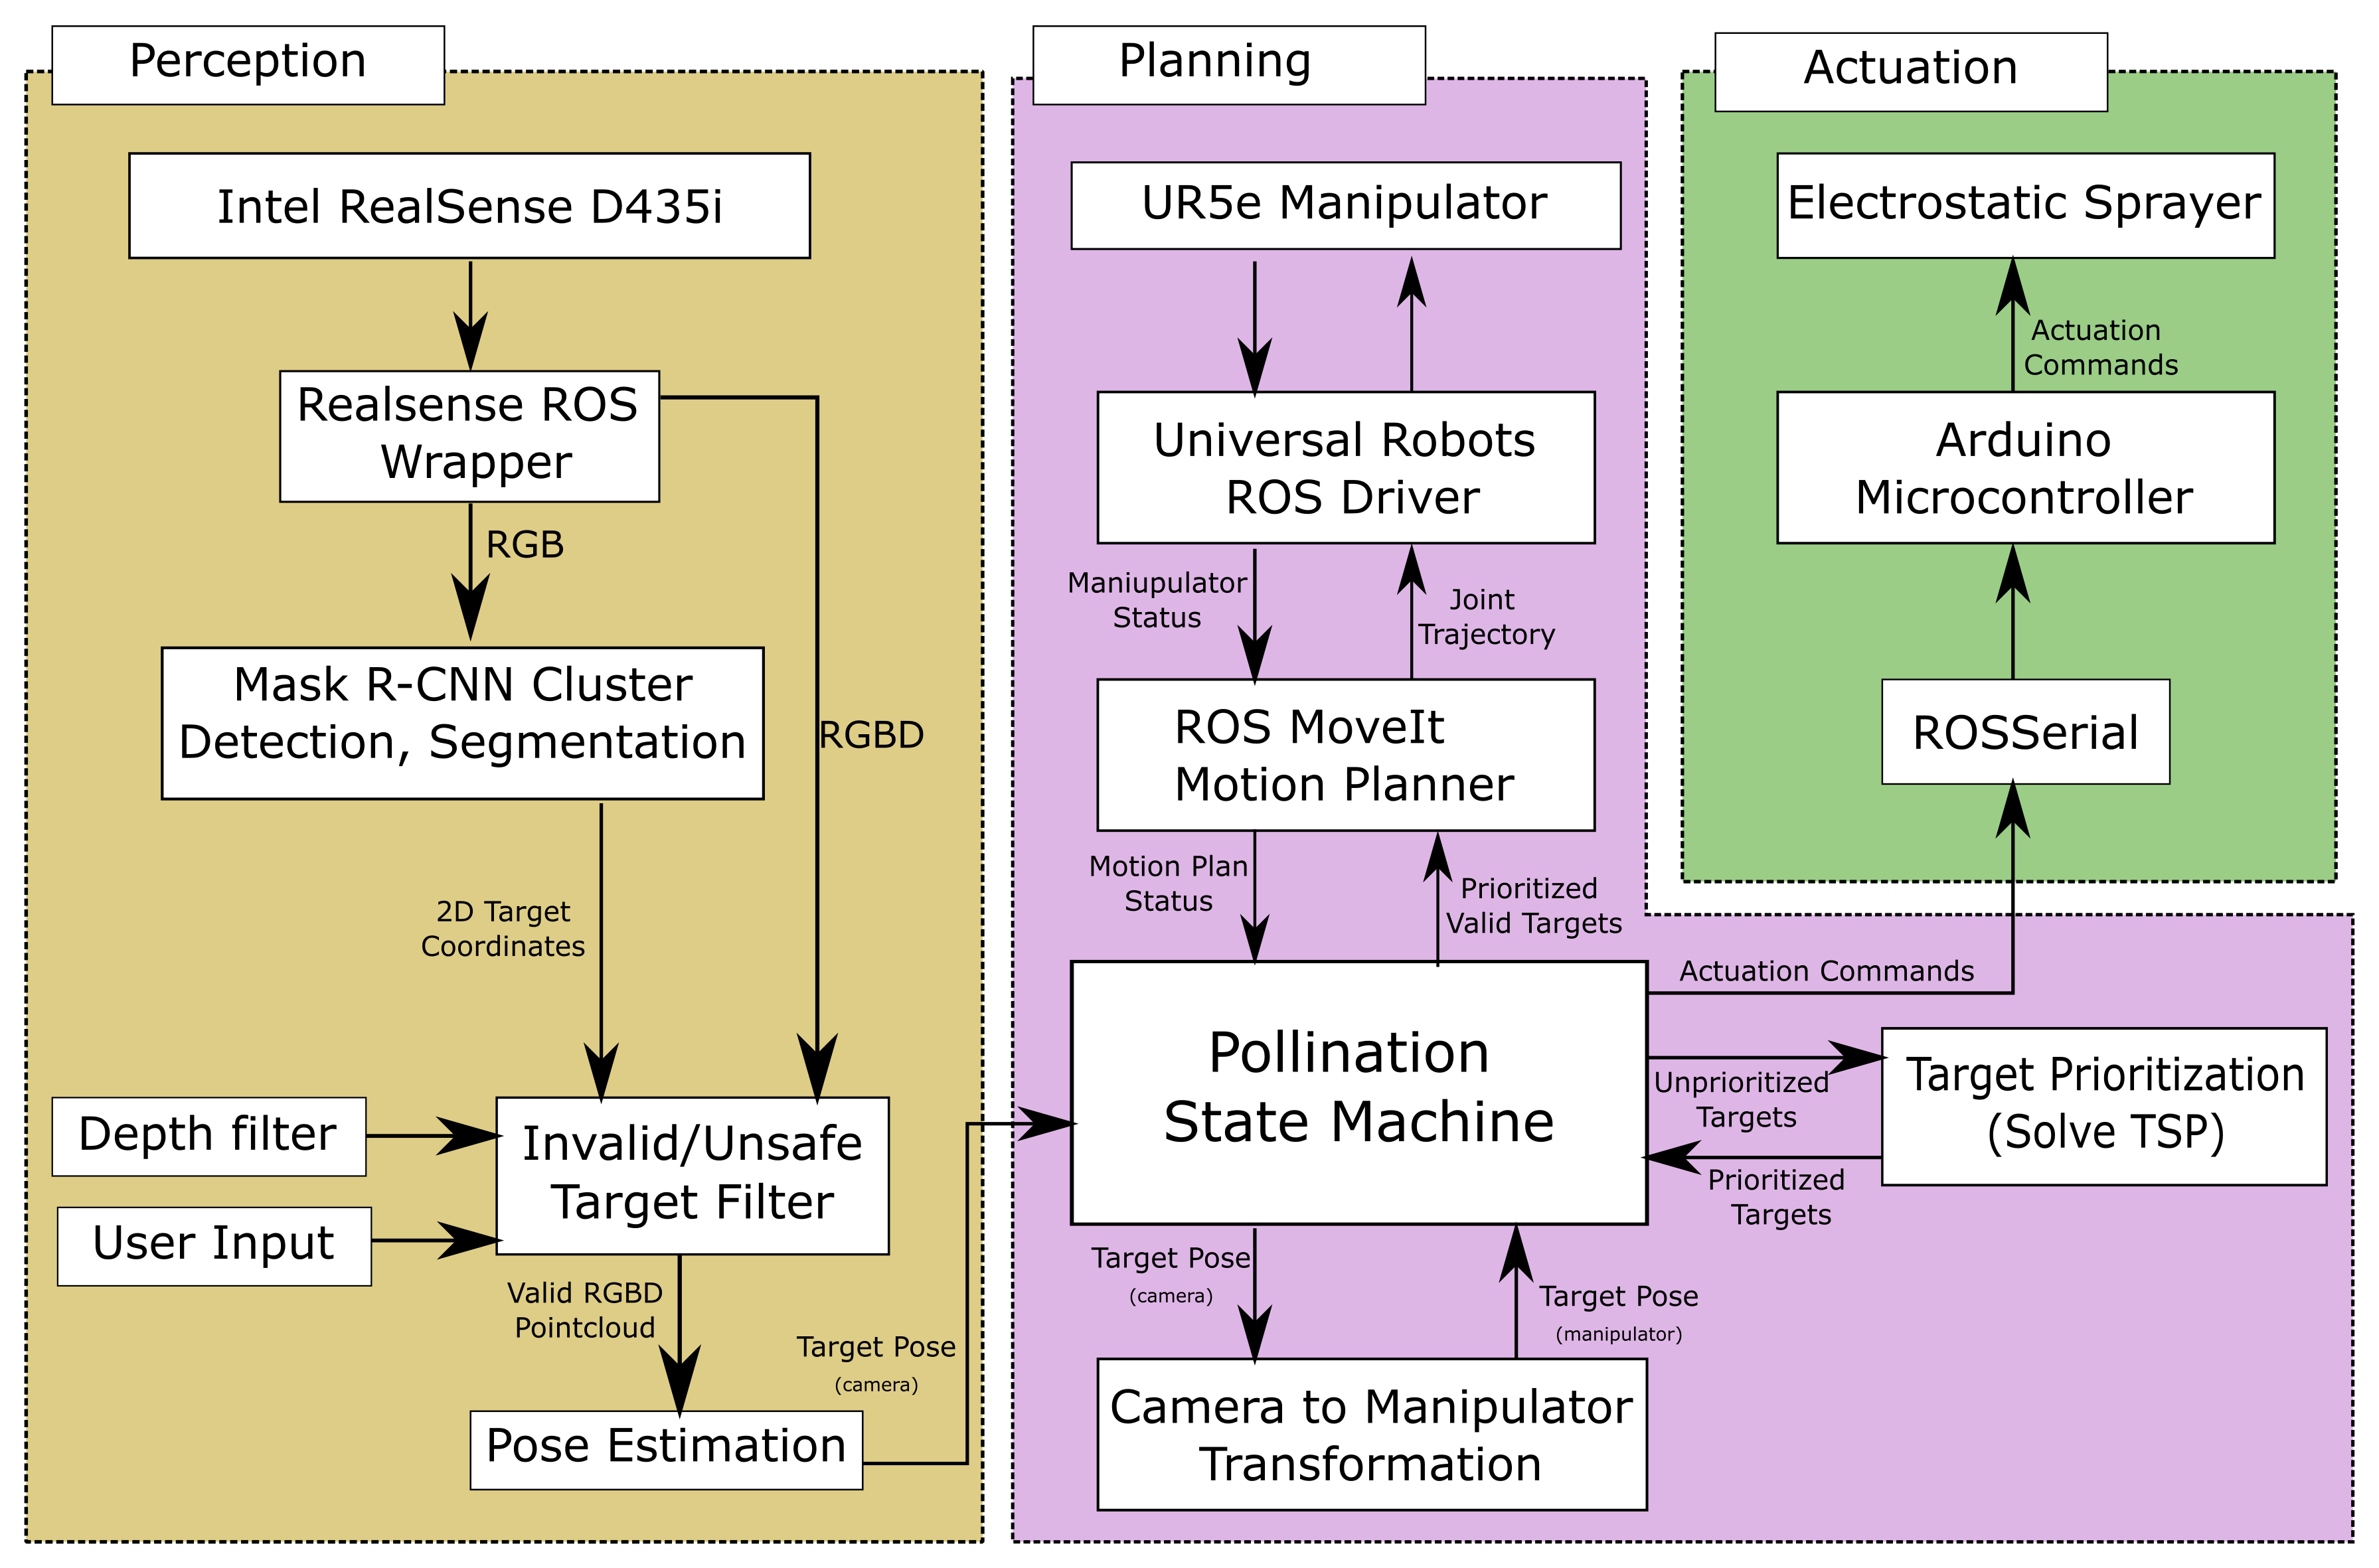 Perception
Intel RealSense D435i
Realsense ROS
Wrapper
RGB
RGBD
Mask R-CNN Cluster
Detection, Segmentation
2D Target
Coordinates
Depth filter
User Input
Invalid/Unsafe
Target Filter
Valid RGBD
Pointcloud
Pose Estimation
Target Pose
(camera)
Planning
UR5e Manipulator
Universal Robots
ROS Driver
Maniupulator
Status
Joint
Trajectory
ROS MoveIt
Motion Planner
Motion Plan
Status
Prioritized
Valid Targets
Pollination
State Machine
Actuation Commands
Unprioritized
Targets
Prioritized
Targets
Target Prioritization
(Solve TSP)
Target Pose
(camera)
Target Pose
(manipulator)
Camera to Manipulator
Transformation
Actuation
Electrostatic Sprayer
Actuation
Commands
Arduino
Microcontroller
ROSSerial